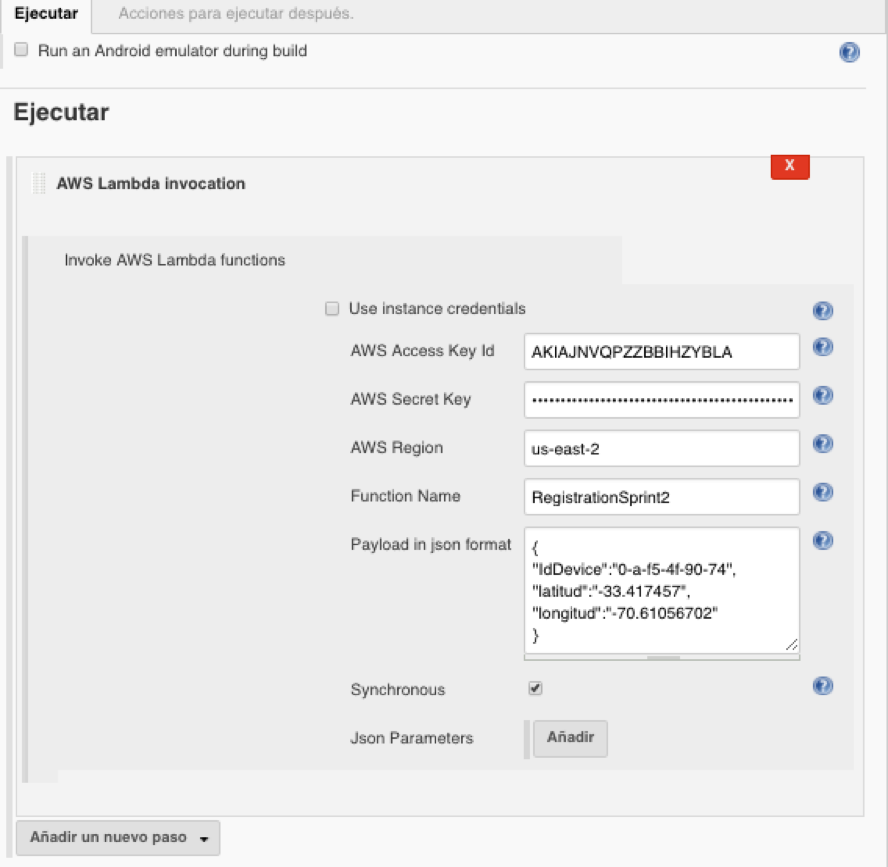 Ejecutar Acciones para ejecutar después.
Run an Android emulator during build
Ejecutar
X
AWS Lambda invocation
Invoke AWS Lambda functions
Use instance credentials
AWS Access Key Id AKIAJNVQPZZBBIHZYBLA
AWS Secret Key ••••••••••••••••••••••••••••••••••••••••••••••
AWS Region us-east-2
Function Name RegistrationSprint2
Payload in json format {
"IdDevice":"0-a-f5-4f-90-74",
"latitud":"-33.417457",
"longitud":"-70.61056702"
}
Synchronous
Json Parameters Añadir
Añadir un nuevo paso